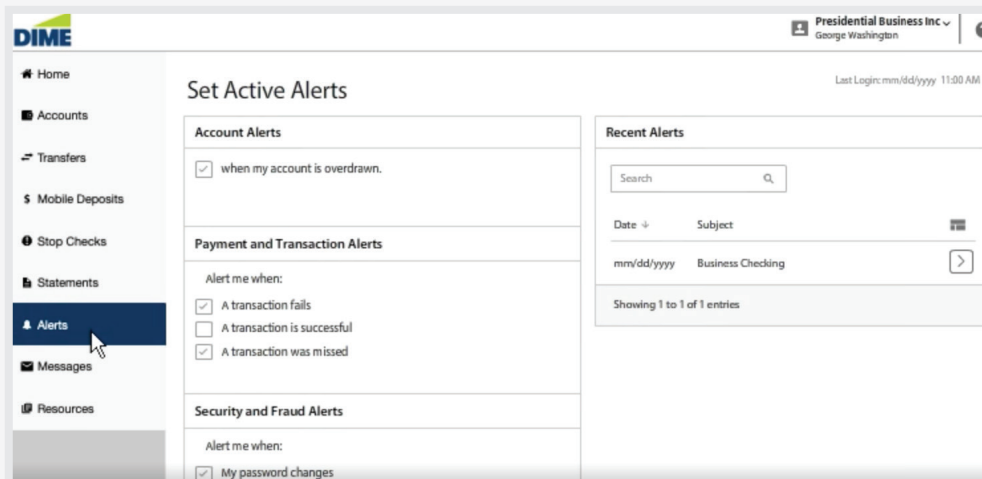 DIME
Presidential Business Inc
George Washington
Home
Accounts
Transfers
$ Mobile Deposits
Stop Checks
Statements
Alerts
Messages
Resources
Last Login: mm/dd/yyyy 11:00 AM
Set Active Alerts
Account Alerts
when my account is overdrawn.
Payment and Transaction Alerts
Alert me when:
A transaction fails
A transaction is successful
A transaction was missed
Security and Fraud Alerts
Alert me when:
My password changes
Recent Alerts
Search
Date Subject
mm/dd/yyyy Business Checking
Showing 1 to 1 of 1 entries